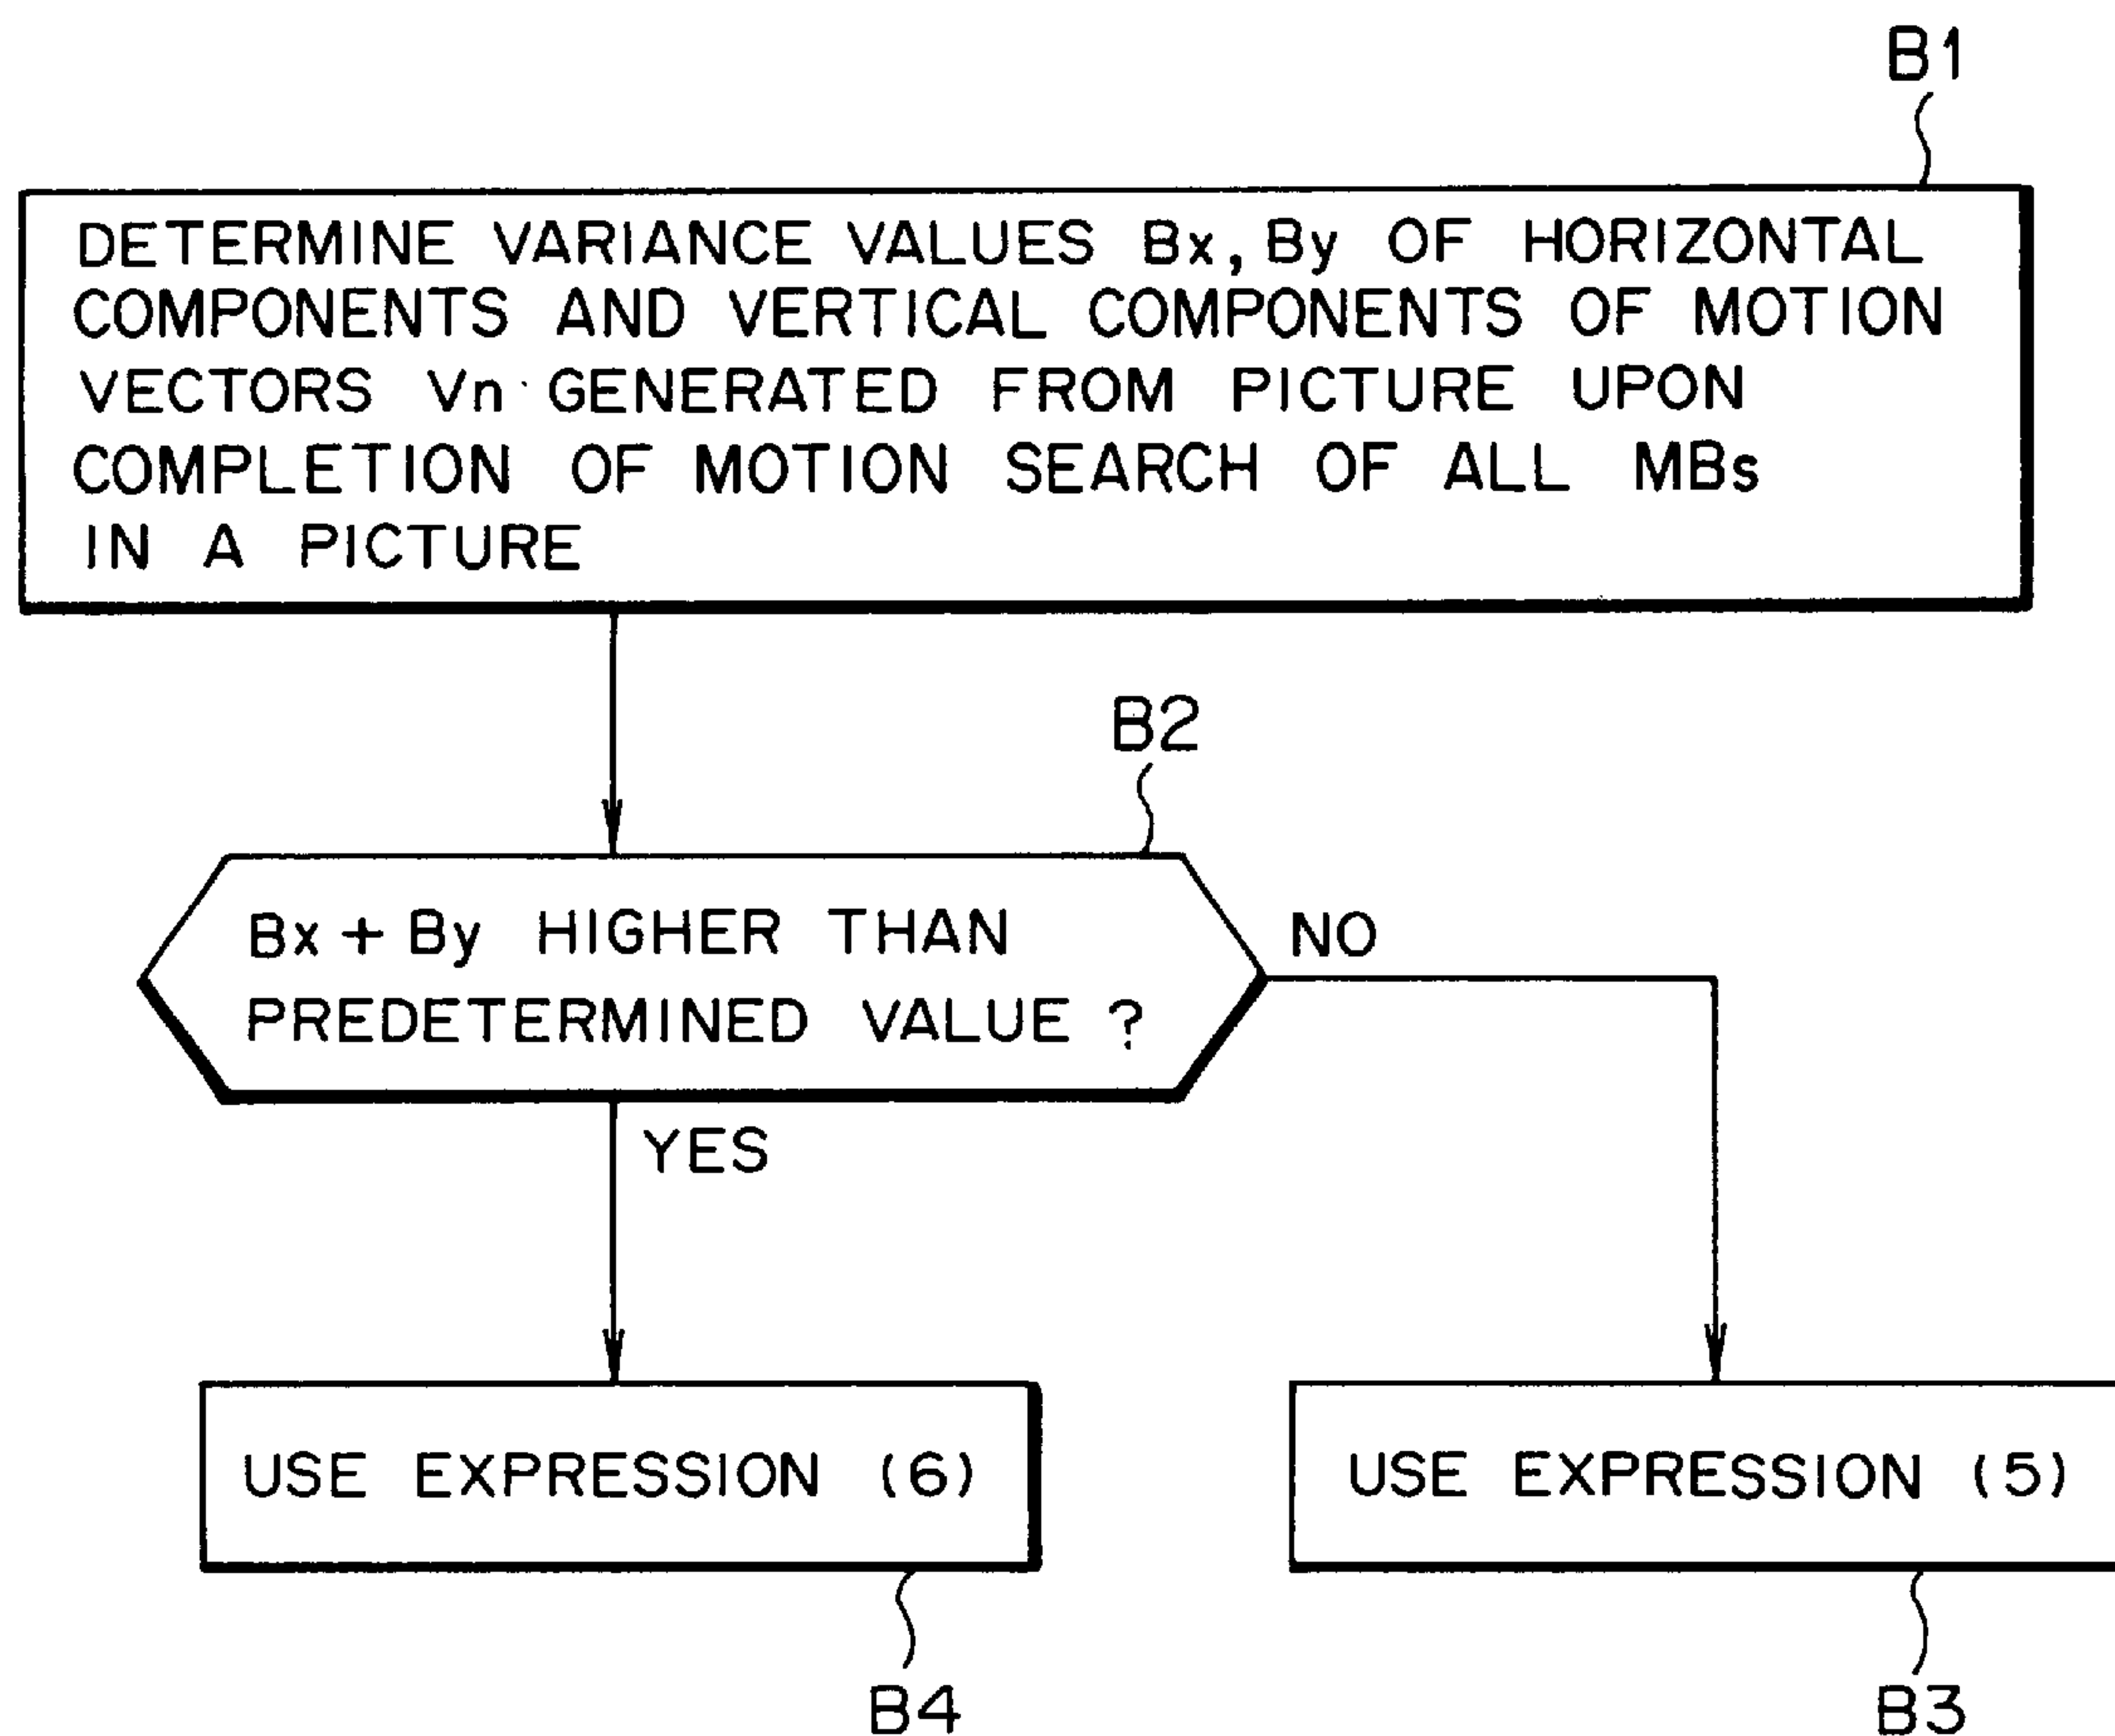 B1
DETERMINE VARIANCE VALUES Bx, By OF HORIZONTAL
COMPONENTS AND VERTICAL COMPONENTS OF MOTION
VECTORS Vn GENERATED FROM PICTURE UPON
COMPLETION OF MOTION SEARCH OF ALL MBs
IN A PICTURE
B2
Bx + By HIGHER THAN
PREDETERMINED VALUE ?
NO
YES
USE EXPRESSION (6)
USE EXPRESSION (5)
B4
B3